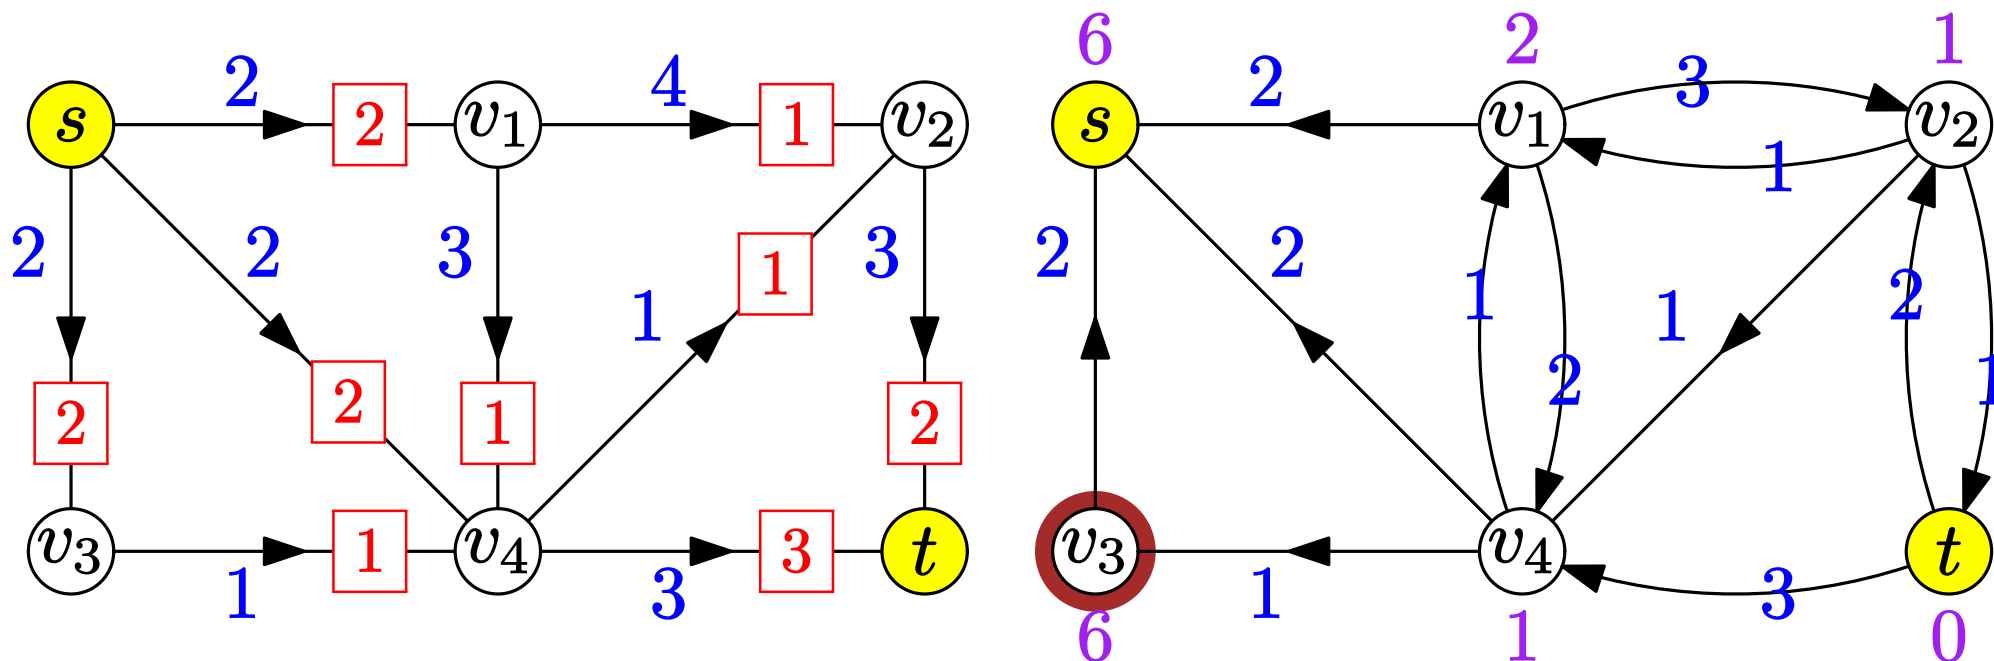 6 2 1
2 4 2 3
s 2 v1 1 v2 s v1 v2
1
2 2 3 3 2 2
1 1 1 2
1 1
2 2 1
2 1 2
v3 1 v4 3 t v3 v4 t
1 3 1 3
6 1 0